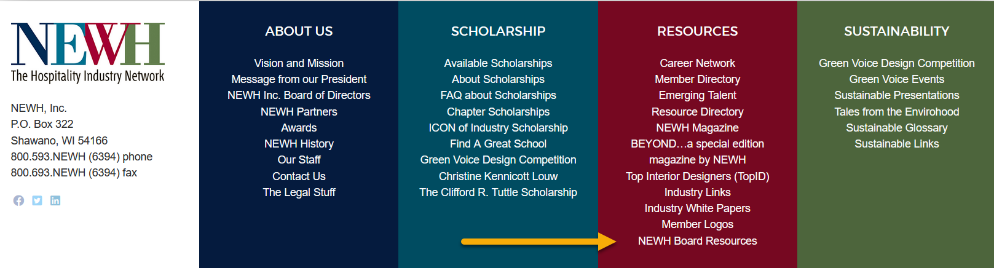 NEWH
The Hospitality Industry Network
NEWH, Inc.
P.O. Box 322
Shawano, WI 54166
800.593.NEWH (6394) phone
800.693.NEWH (6394) fax
ABOUT US
Vision and Mission
Message from our President
NEWH Inc. Board of Directors
NEWH Partners
Awards
NEWH History
Our Staff
Contact Us
The Legal Stuff
SCHOLARSHIP
Available Scholarships
About Scholarships
FAQ about Scholarships
Chapter Scholarships
ICON of Industry Scholarship
Find A Great School
Green Voice Design Competition
Christine Kennicott Louw
The Clifford R. Tuttle Scholarship
RESOURCES
Career Network
Member Directory
Emerging Talent
Resource Directory
NEWH Magazine
BEYOND…a special edition
magazine by NEWH
Top Interior Designers (TopID)
Industry Links
Industry White Papers
Member Logos
NEWH Board Resources
SUSTAINABILITY
Green Voice Design Competition
Green Voice Events
Sustainable Presentations
Tales from the Envirohood
Sustainable Glossary
Sustainable Links